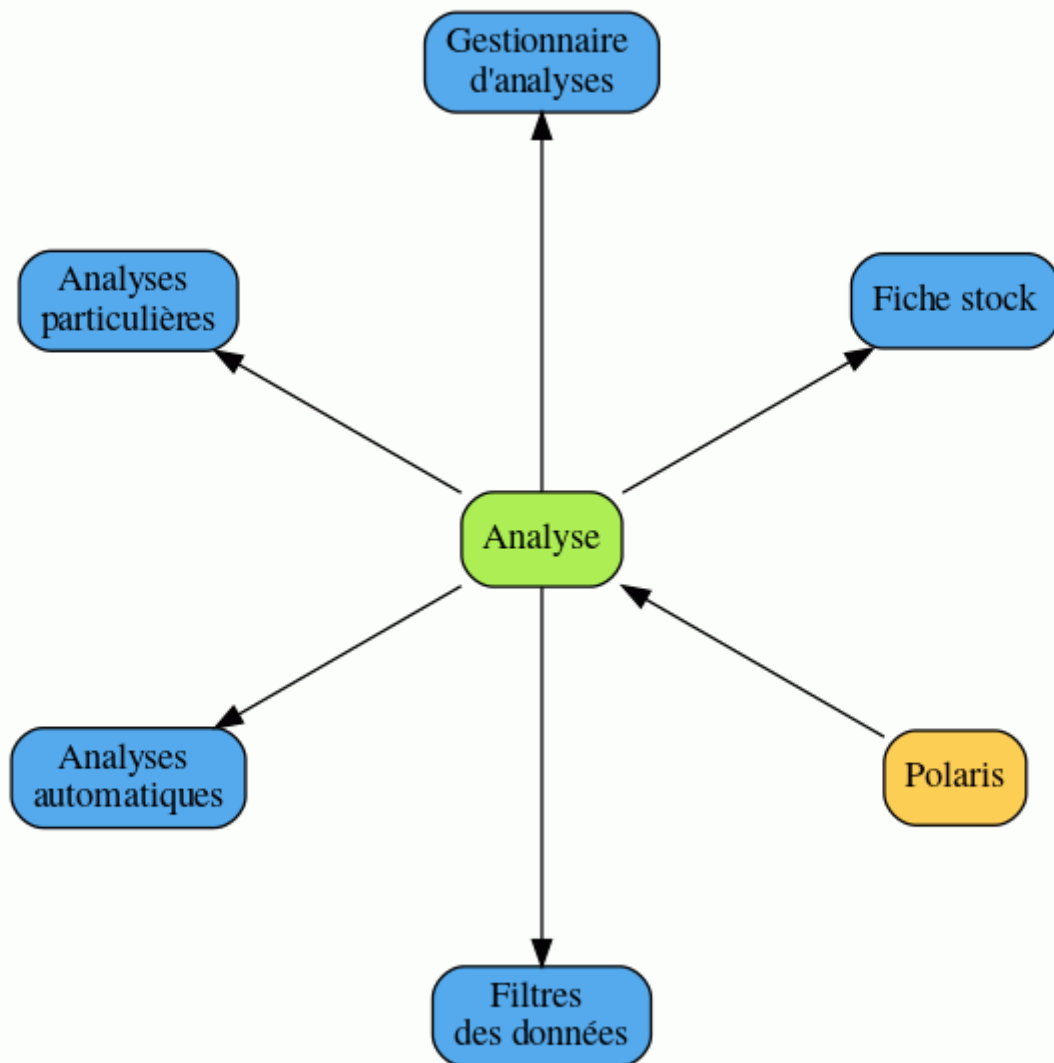 Gestionnaire
d'analyses
Analyses
particulières
Fiche stock
Analyse
Analyses
automatiques
Polaris
Filtres
des données